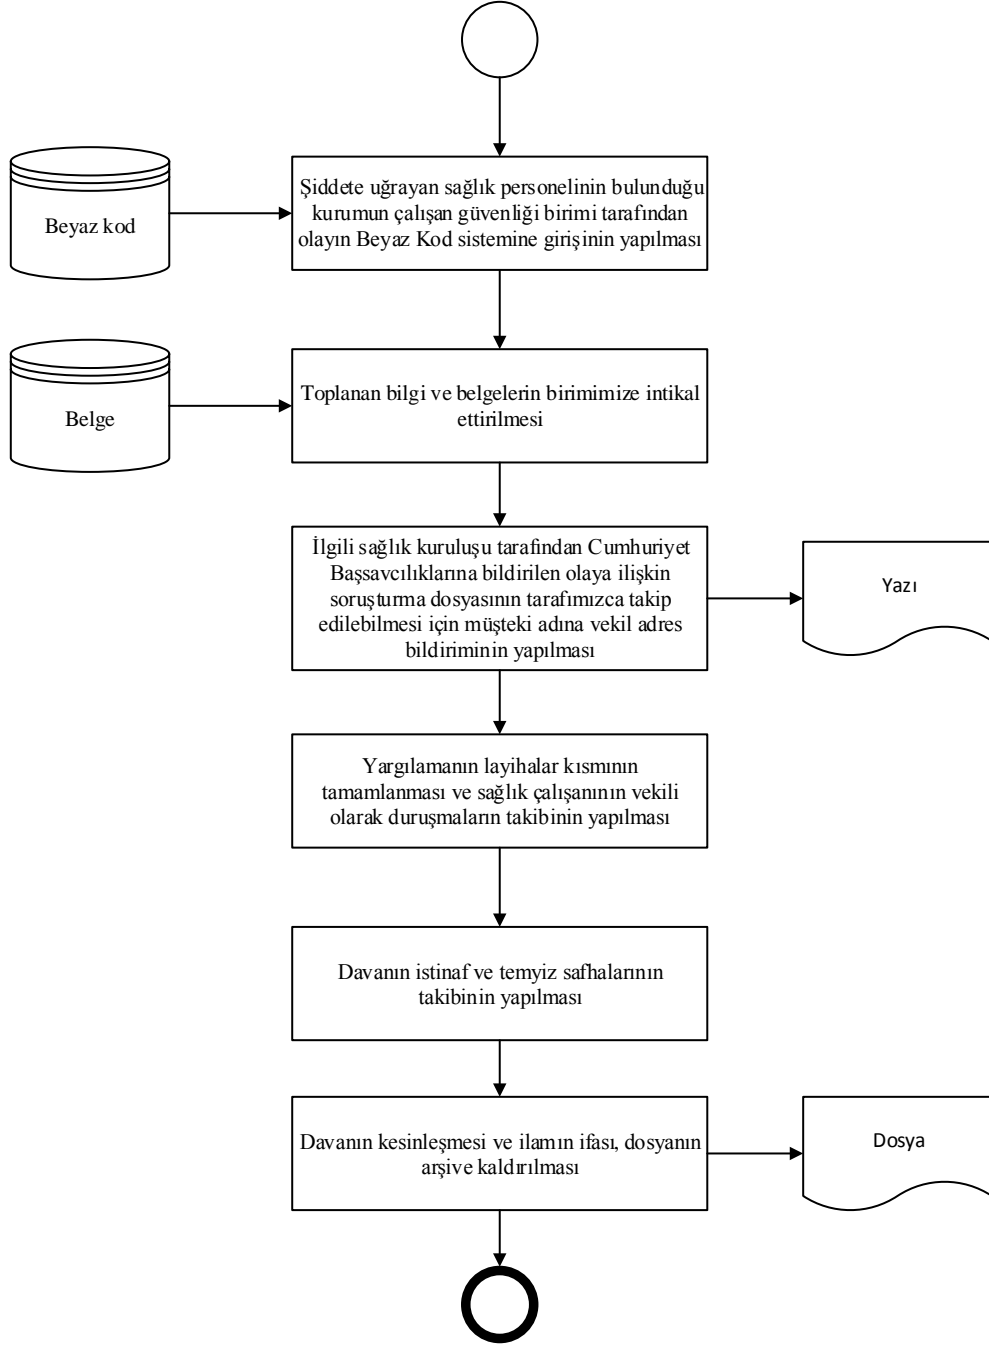 Beyaz kod
Şiddete uğrayan sağlık personelinin bulunduğu
kurumun çalışan güvenliği birimi tarafından
olayın Beyaz Kod sistemine girişinin yapılması
Belge
Toplanan bilgi ve belgelerin birimimize intikal
ettirilmesi
İlgili sağlık kuruluşu tarafından Cumhuriyet
Başsavcılıklarına bildirilen olaya ilişkin
soruşturma dosyasının tarafımızca takip
edilebilmesi için müşteki adına vekil adres
bildiriminin yapılması
Yazı
Yargılamanın layihalar kısmının
tamamlanması ve sağlık çalışanının vekili
olarak duruşmaların takibinin yapılması
Davanın istinaf ve temyiz safhalarının
takibinin yapılması
Davanın kesinleşmesi ve ilamın ifası, dosyanın
arşive kaldırılması
Dosya